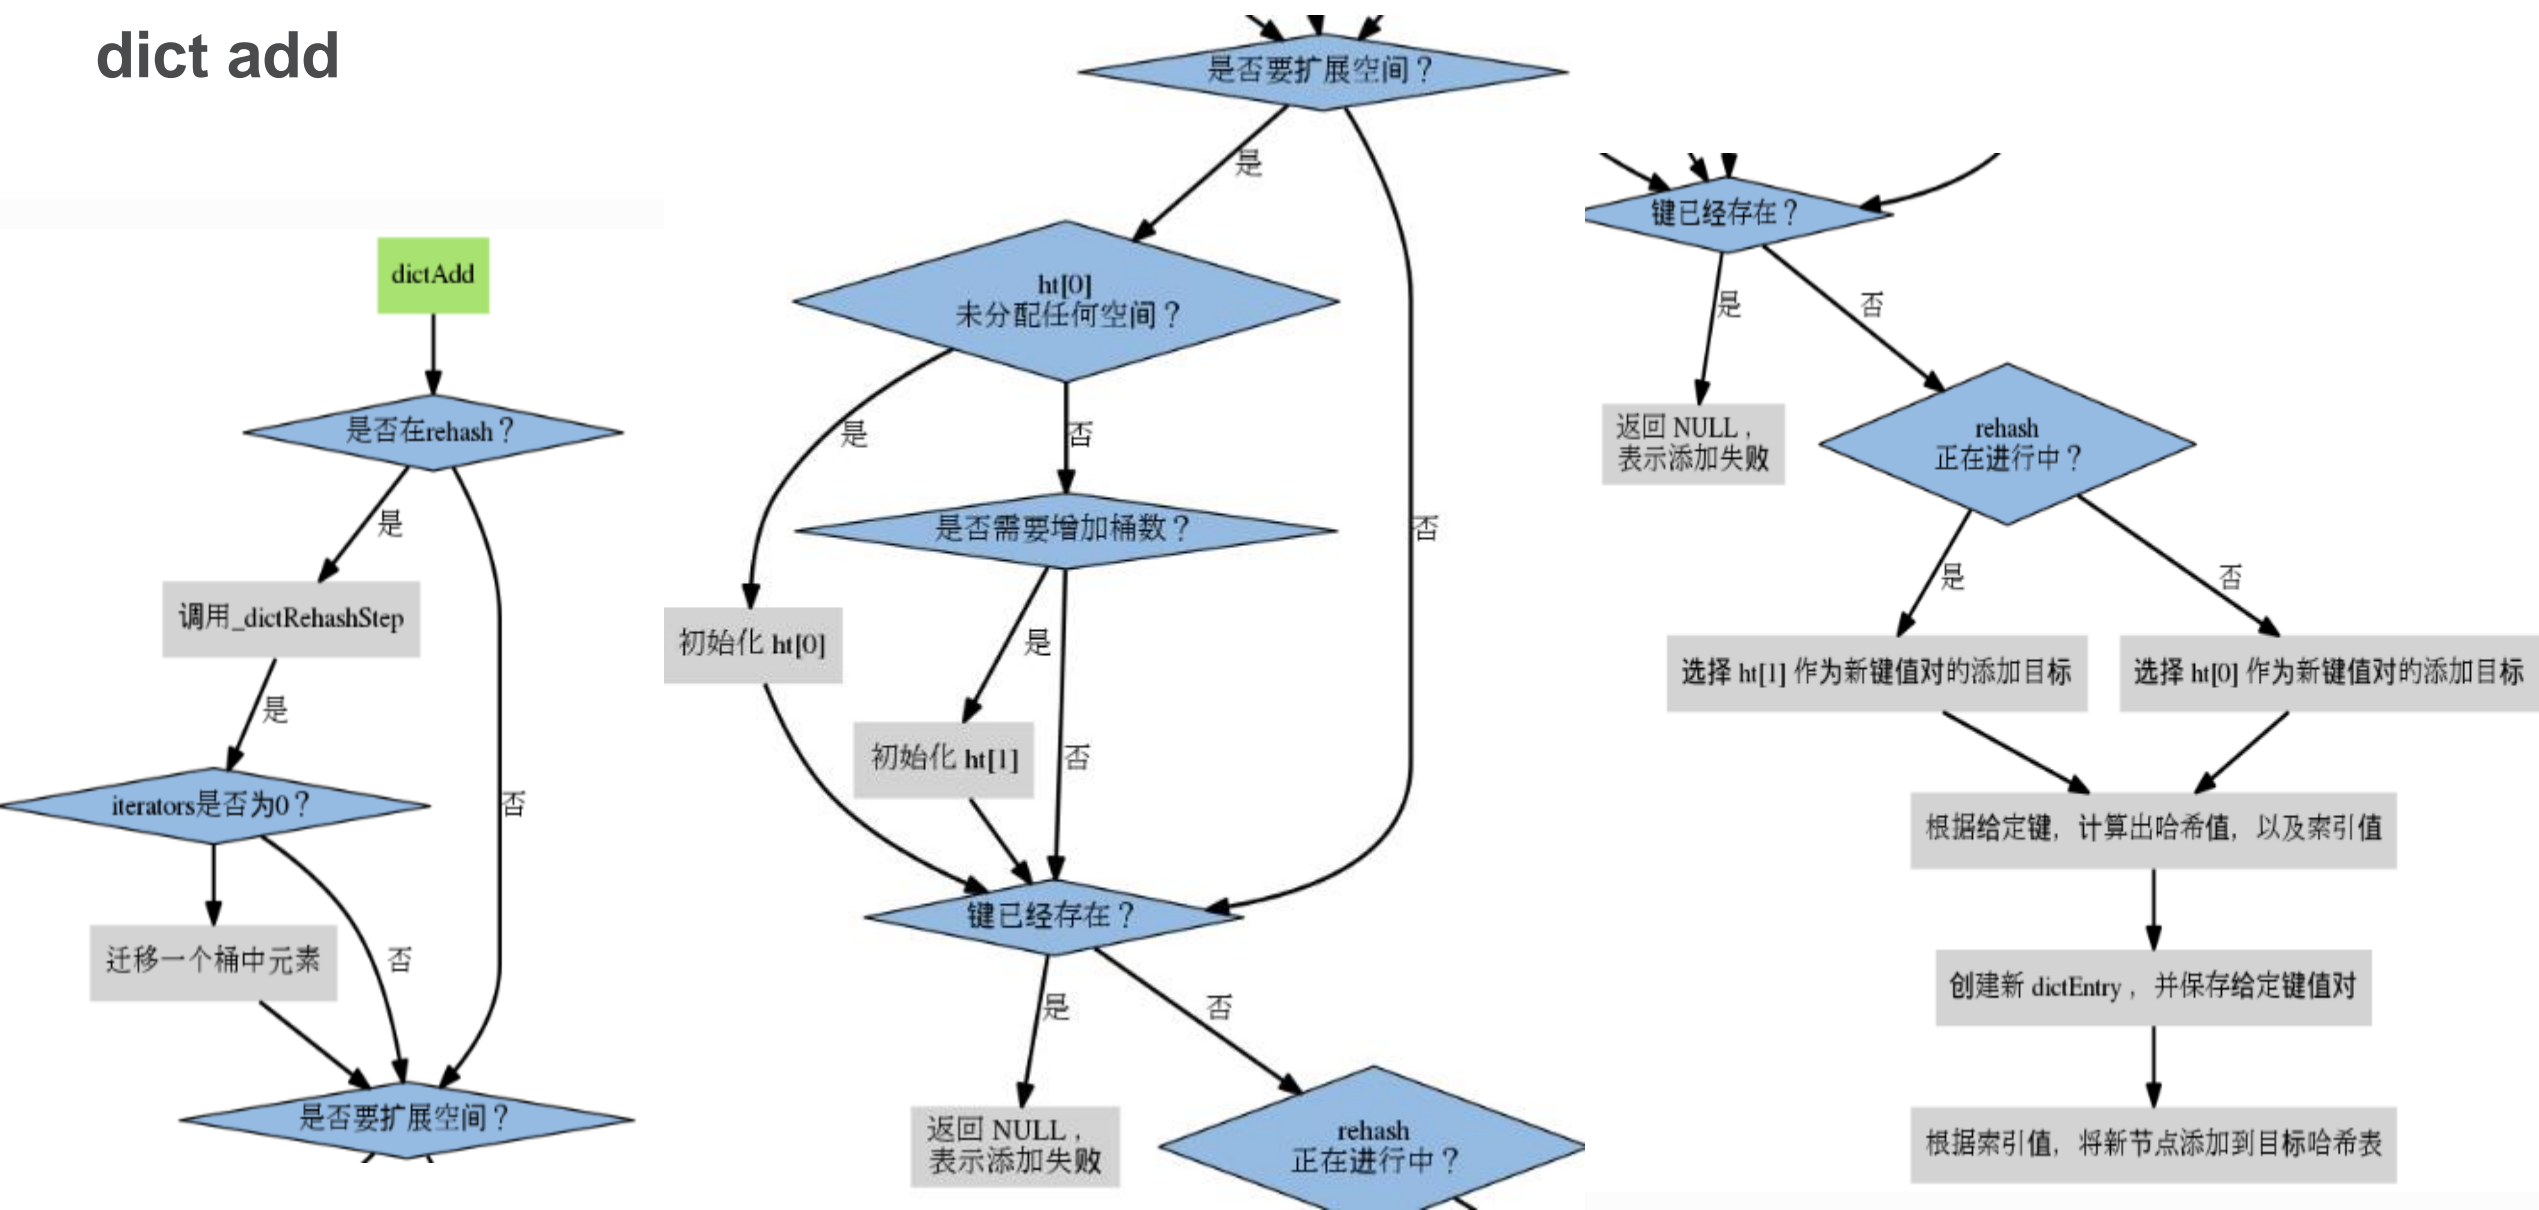 dict add
dictAdd
是否在rehash？
是
调用_dictRehashStep
是
iterators是否为0？
否
迁移一个桶中元素
否
是否要扩展空间？
是否要扩展空间？
是
ht[0]
未分配任何空间？
是
否
是否需要增加桶数？
否
初始化 ht[0]
是
初始化 ht[1]
否
键已经存在？
是
否
返回 NULL，
表示添加失败
rehash
正在进行中？
键已经存在？
是
否
返回 NULL，
表示添加失败
rehash
正在进行中？
是
否
选择 ht[1] 作为新键值对的添加目标
选择 ht[0] 作为新键值对的添加目标
根据给定键，计算出哈希值，以及索引值
创建新 dictEntry，并保存给定键值对
根据索引值，将新节点添加到目标哈希表